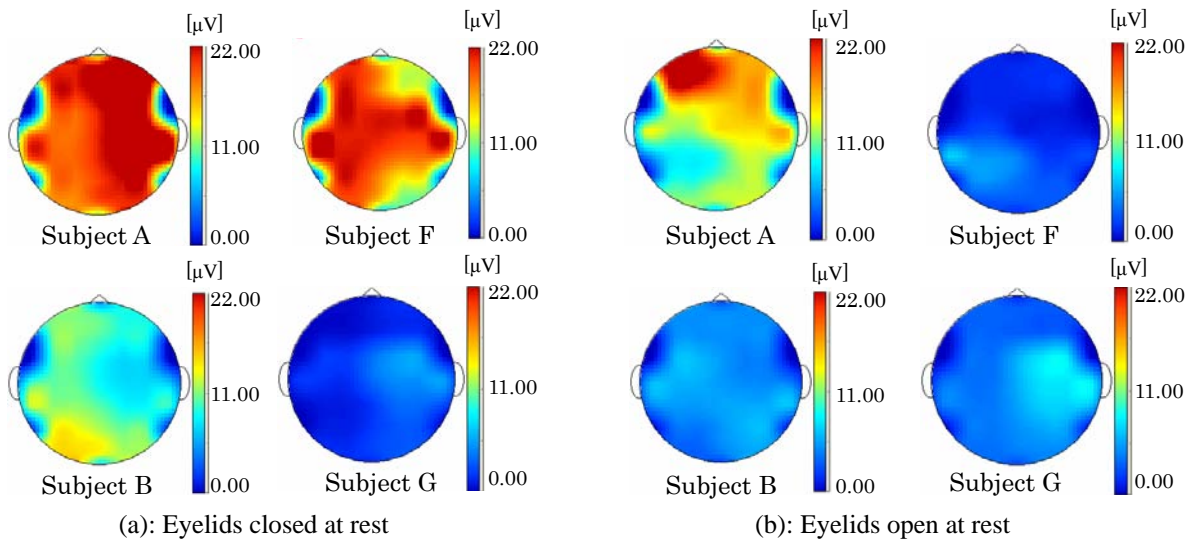 [μV]
22.00
11.00
0.00
Subject A
[μV]
22.00
11.00
0.00
Subject F
[μV]
22.00
11.00
0.00
Subject B
[μV]
22.00
11.00
0.00
Subject G
(a): Eyelids closed at rest
[μV]
22.00
11.00
0.00
Subject A
[μV]
22.00
11.00
0.00
Subject F
[μV]
22.00
11.00
0.00
Subject B
[μV]
22.00
11.00
0.00
Subject G
(b): Eyelids open at rest